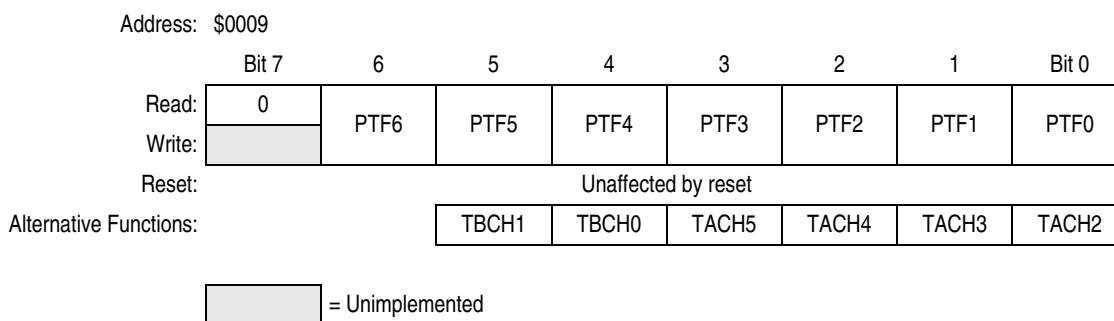 Address: $0009
Bit 7 6 5 4 3 2 1 Bit 0
Read: 0 PTF6 PTF5 PTF4 PTF3 PTF2 PTF1 PTF0
Write:
Reset: Unaffected by reset
Alternative Functions: TBCH1 TBCH0 TACH5 TACH4 TACH3 TACH2
= Unimplemented